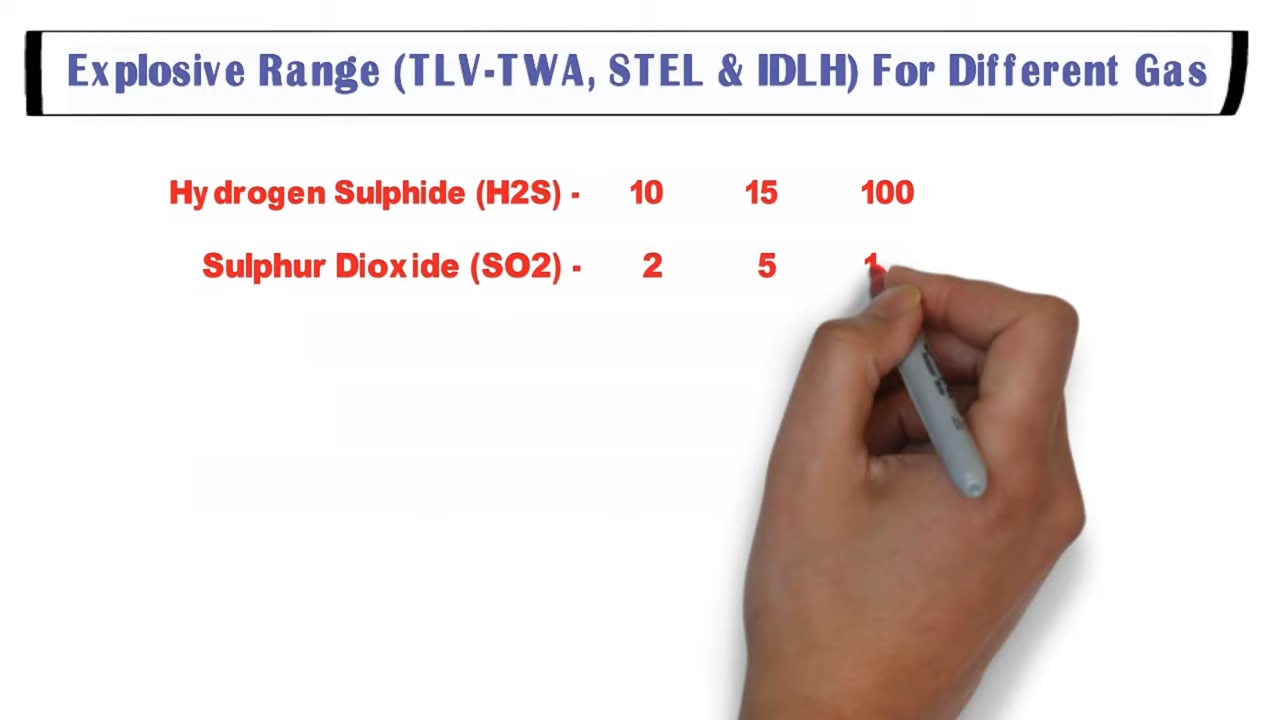 Explosive Range (TLV-TWA, STEL & IDLH) For Different Gas
Hydrogen Sulphide (H2S) - 10 15 100
Sulphur Dioxide (SO2) - 2 5